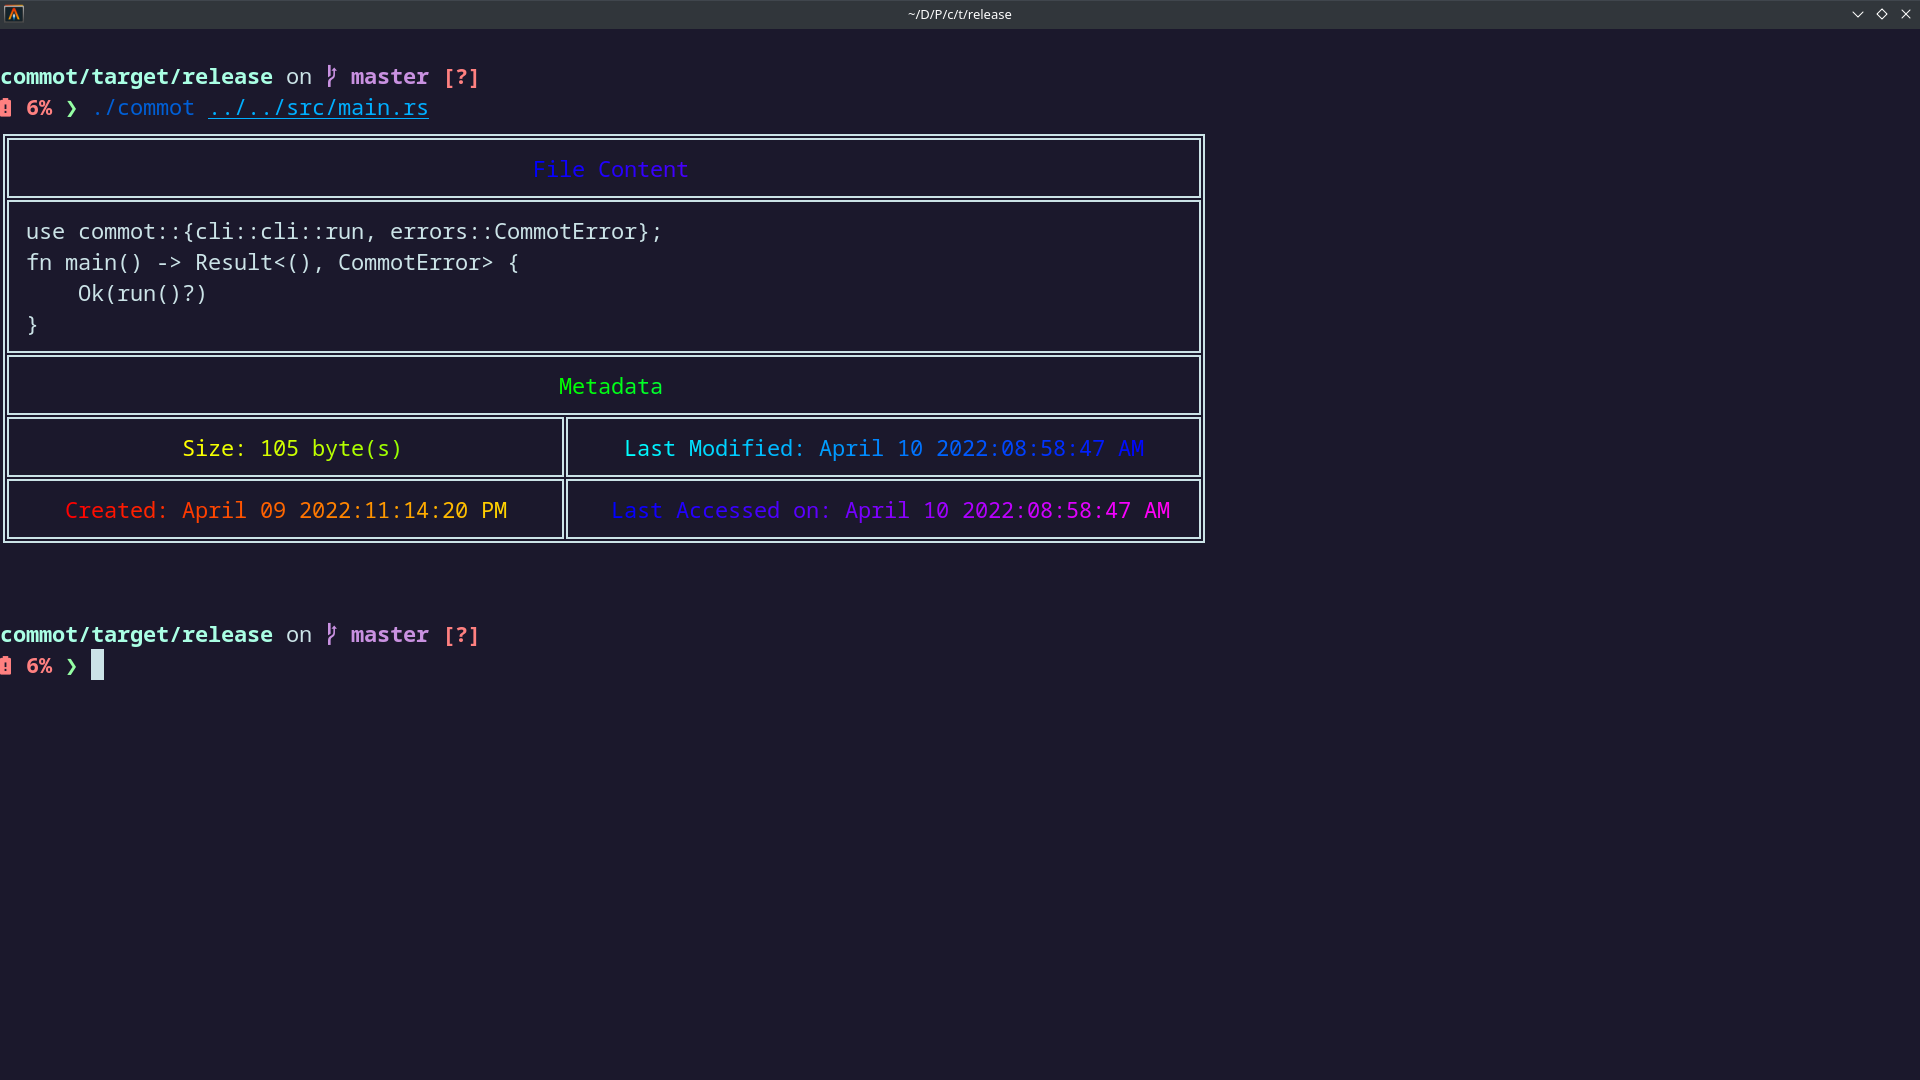 ~/D/P/c/t/release
commot/target/release on master [?]
6% ❯ ./commot ../../src/main.rs
File Content
use commot::{cli::cli::run, errors::CommotError};
fn main() -> Result<(), CommotError> {
    Ok(run()?)
}
Metadata
Size: 105 byte(s) Last Modified: April 10 2022:08:58:47 AM
Created: April 09 2022:11:14:20 PM Last Accessed on: April 10 2022:08:58:47 AM
commot/target/release on master [?]
6% ❯